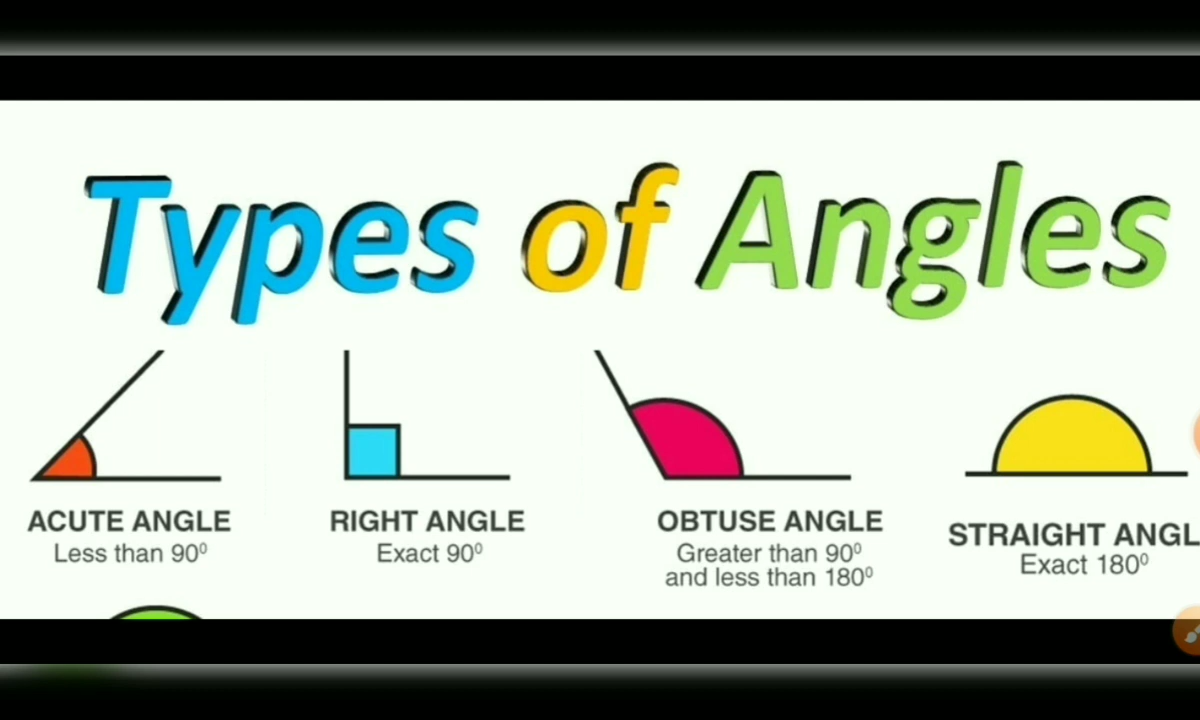 Types of Angles
ACUTE ANGLE
Less than 90⁰
RIGHT ANGLE
Exact 90⁰
OBTUSE ANGLE
Greater than 90⁰
and less than 180⁰
STRAIGHT ANGL
Exact 180⁰